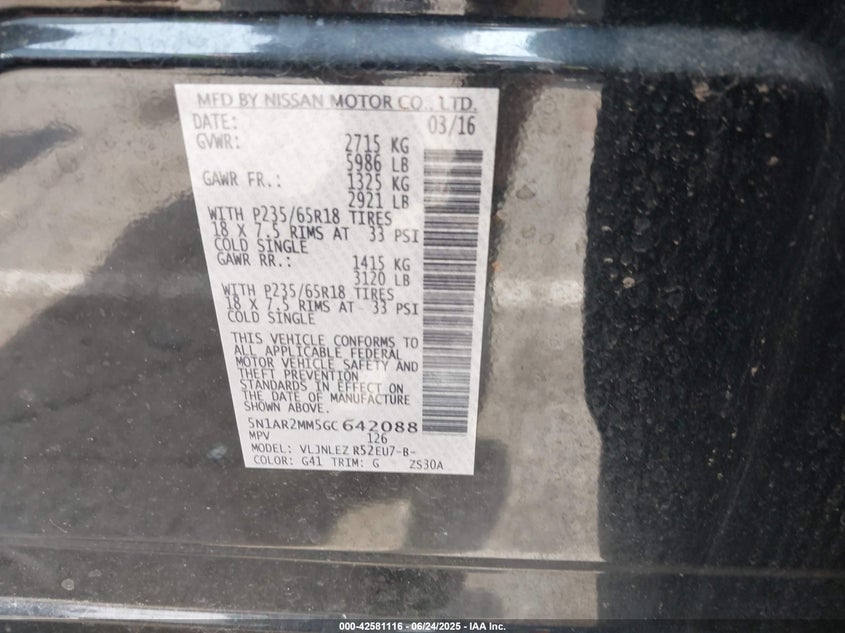 MFD BY NISSAN MOTOR CO., LTD.
DATE: 03/16
GVWR: 2715 KG
5986 LB
GAWR FR.: 1325 KG
2921 LB
WITH P235/65R18 TIRES
18 X 7.5 RIMS AT 33 PSI
COLD SINGLE
GAWR RR.: 1415 KG
3120 LB
WITH P235/65R18 TIRES
18 X 7.5 RIMS AT 33 PSI
COLD SINGLE
THIS VEHICLE CONFORMS TO
ALL APPLICABLE FEDERAL
MOTOR VEHICLE SAFETY AND
THEFT PREVENTION
STANDARDS IN EFFECT ON
THE DATE OF MANUFACTURE
SHOWN ABOVE.
5N1AR2MM5GC642088
MPV 126
MODEL: VLJNLEZ R52EU7-B-
COLOR: G41 TRIM: G ZS30A
000-42581116 - 06/24/2025 - IAA Inc.